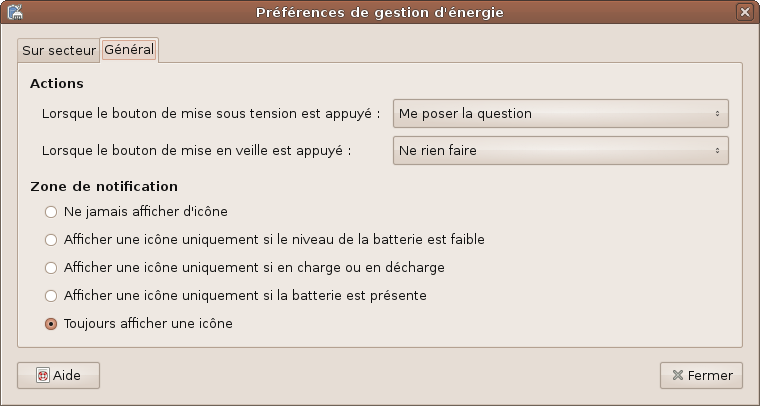 Préférences de gestion d'énergie
Sur secteur Général
Actions
Lorsque le bouton de mise sous tension est appuyé : Me poser la question
Lorsque le bouton de mise en veille est appuyé : Ne rien faire
Zone de notification
Ne jamais afficher d'icône
Afficher une icône uniquement si le niveau de la batterie est faible
Afficher une icône uniquement si en charge ou en décharge
Afficher une icône uniquement si la batterie est présente
Toujours afficher une icône
Aide Fermer